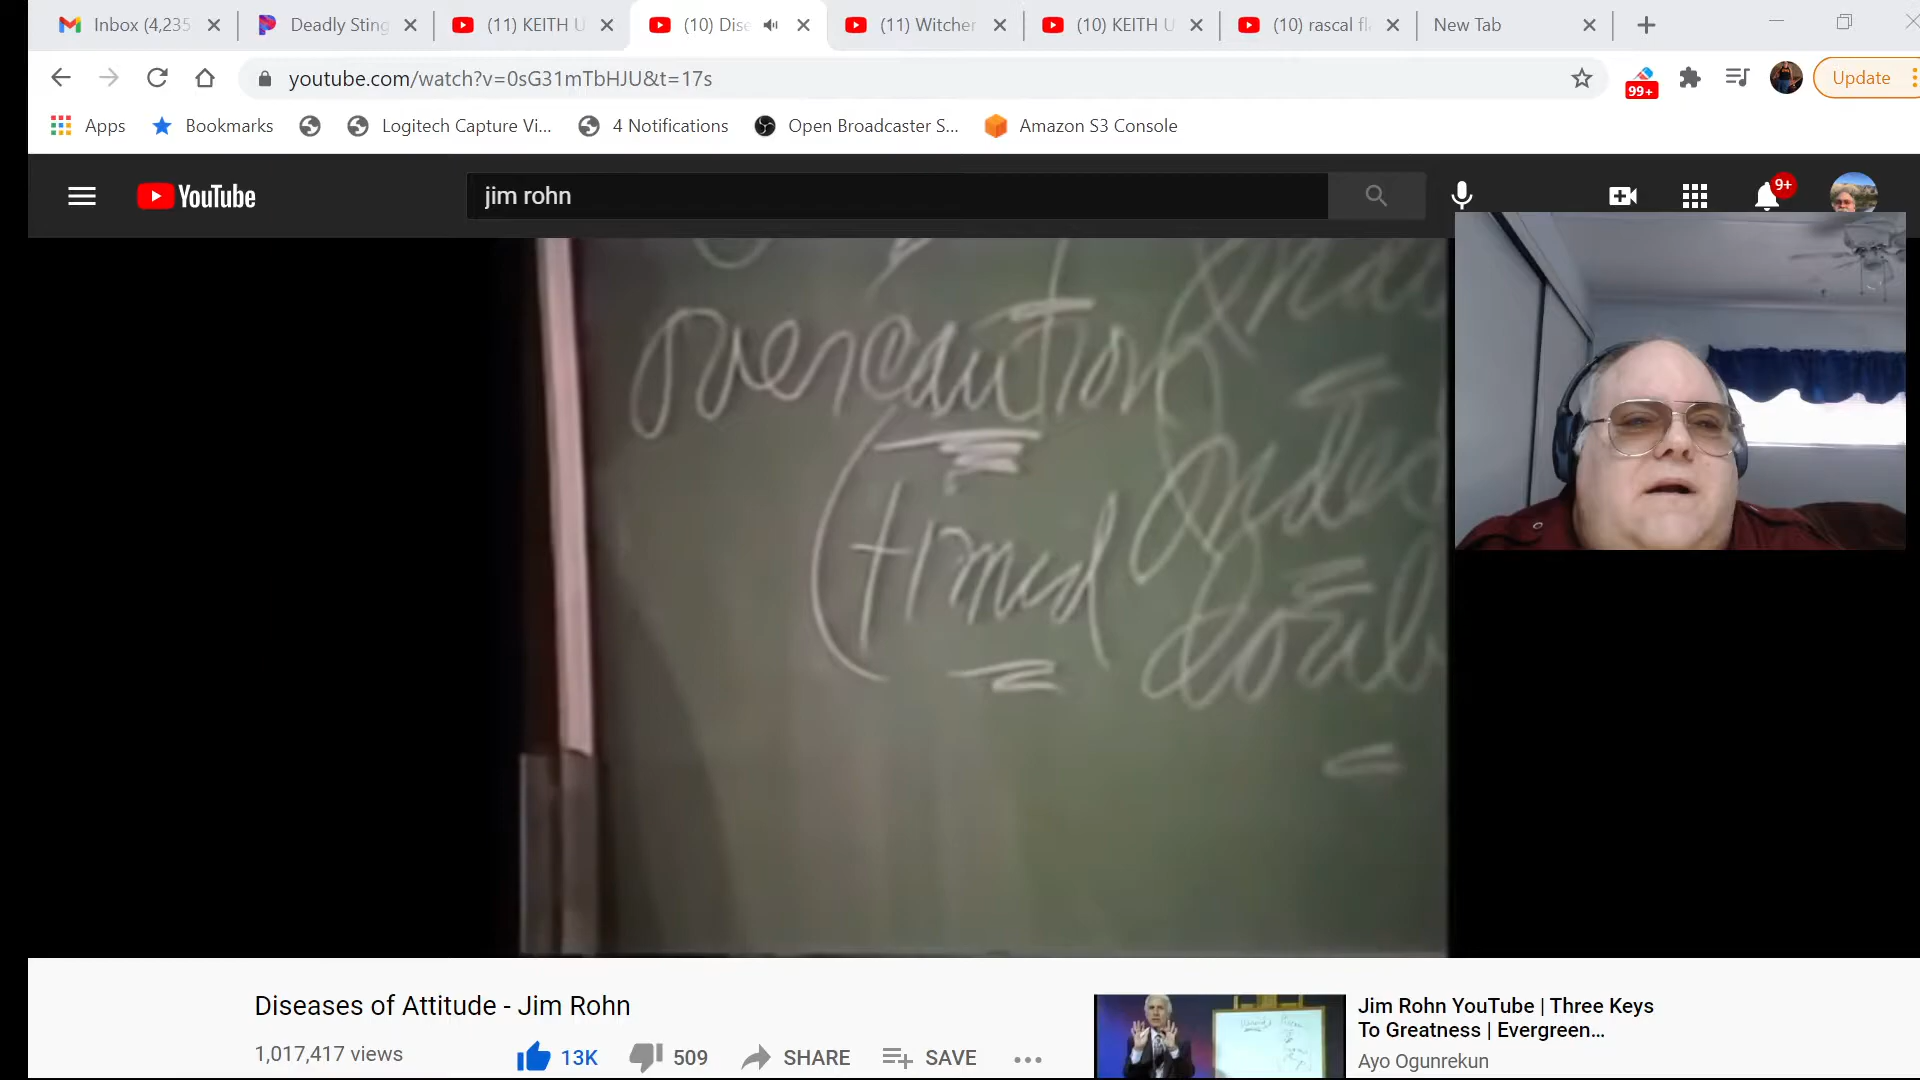 Inbox (4,235
Deadly Sting
(11) KEITH U
(10) Dise
(11) Witcher
(10) KEITH U
(10) rascal fl
New Tab
youtube.com/watch?v=0sG31mTbHJU&t=17s
99+
Update
Apps
Bookmarks
Logitech Capture Vi...
4 Notifications
Open Broadcaster S...
Amazon S3 Console
YouTube
jim rohn
9+
overcaution
(timid
Diseases of Attitude - Jim Rohn
1,017,417 views
13K
509
SHARE
SAVE
Jim Rohn YouTube | Three Keys
To Greatness | Evergreen...
Ayo Ogunrekun